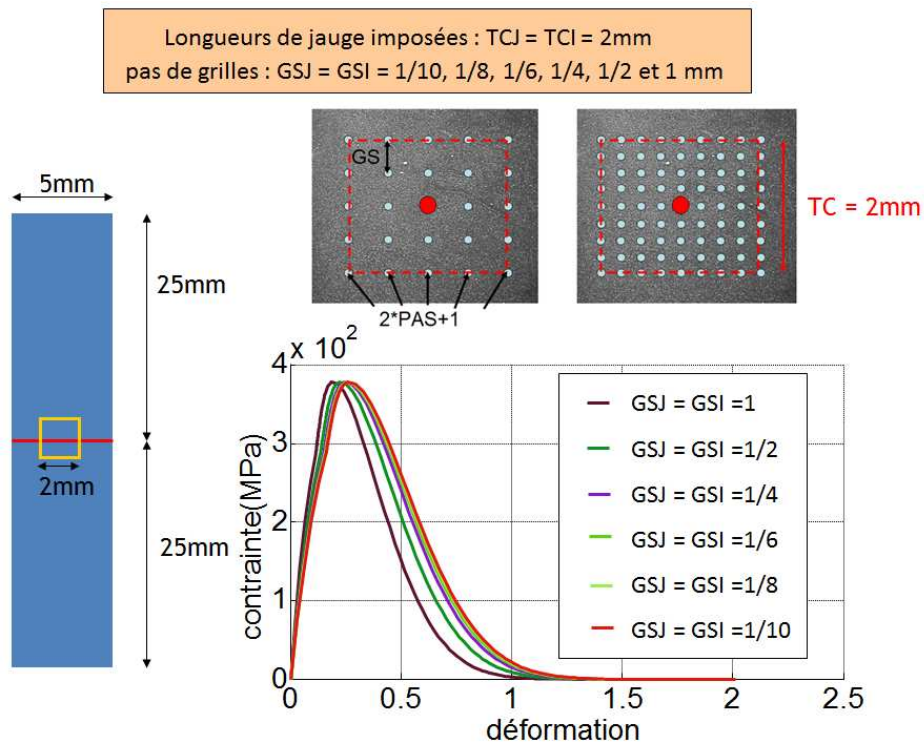 Longueurs de jauge imposées : TCJ = TCI = 2mm
pas de grilles : GSJ = GSI = 1/10, 1/8, 1/6, 1/4, 1/2 et 1 mm
5mm
25mm
2mm
25mm
GS
2*PAS+1
TC = 2mm
4 x 10²
3
2
1
0
contrainte(MPa)
0
0.5
1
1.5
2
2.5
déformation
GSJ = GSI =1
GSJ = GSI =1/2
GSJ = GSI =1/4
GSJ = GSI =1/6
GSJ = GSI =1/8
GSJ = GSI =1/10